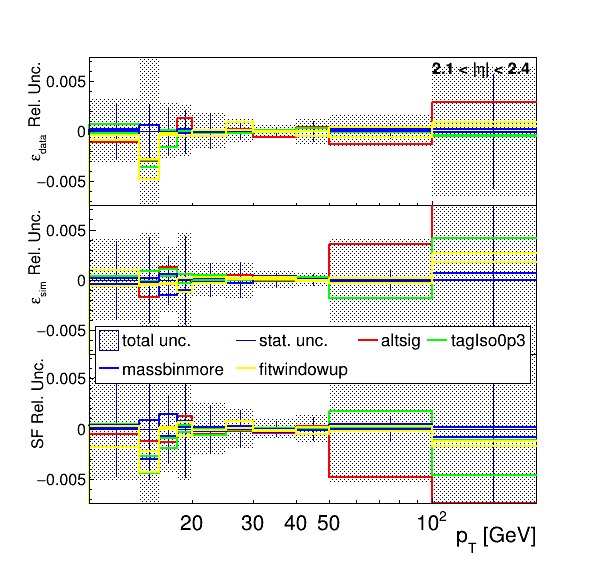 2.1 < |η| < 2.4
ε_data Rel. Unc.
0.005
0
−0.005
ε_sim Rel. Unc.
0.005
0
−0.005
total unc. stat. unc. altsig tagIso0p3
massbinmore fitwindowup
SF Rel. Unc.
0.005
0
−0.005
20 30 40 50 10²
p_T [GeV]